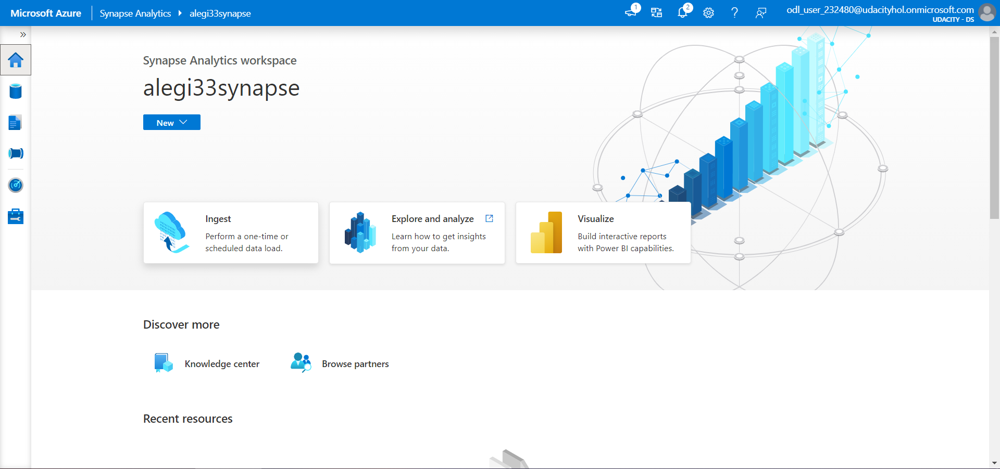 Microsoft Azure
Synapse Analytics
alegi33synapse
1
2
?
odl_user_232480@udacityhol.onmicrosoft.com
UDACITY - DS
Synapse Analytics workspace
alegi33synapse
New
Ingest
Perform a one-time or
scheduled data load.
Explore and analyze
Learn how to get insights
from your data.
Visualize
Build interactive reports
with Power BI capabilities.
Discover more
Knowledge center
Browse partners
Recent resources